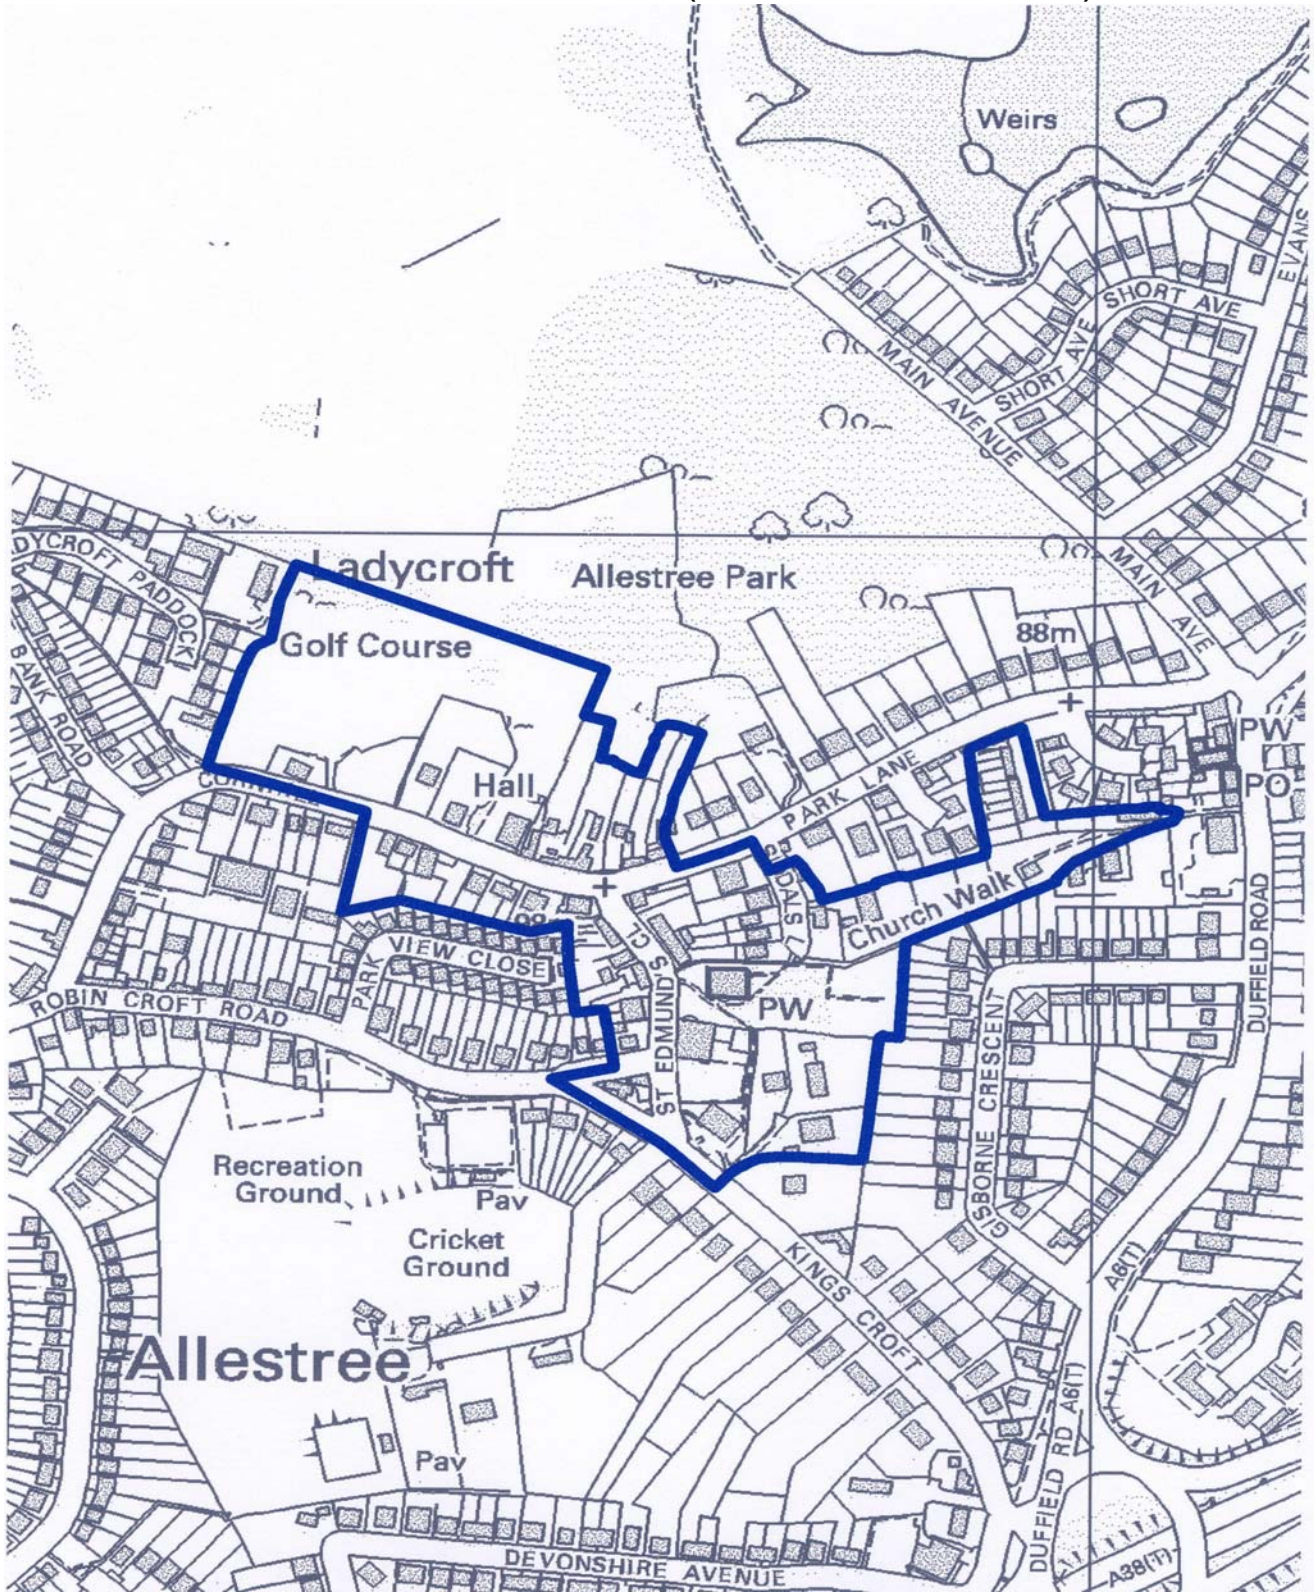 Weirs
EVANS
SHORT AVE
SHORT AVE
MAIN AVENUE
MAIN AVE
Ladycroft
Allestree Park
DYCROFT PADDOCK
Golf Course
88m
BANK ROAD
PW
PO
Hall
PARK LANE
Church Walk
VIEW CLOSE
PARK
ST EDMUND'S CL
PW
ROBIN CROFT ROAD
DUFFIELD ROAD
GISBORNE CRESCENT
Recreation
Ground
Pav
Cricket
Ground
KINGS CROFT
A6(T)
Allestree
Pav
DUFFIELD RD A6(T)
DEVONSHIRE AVENUE
A38(T)